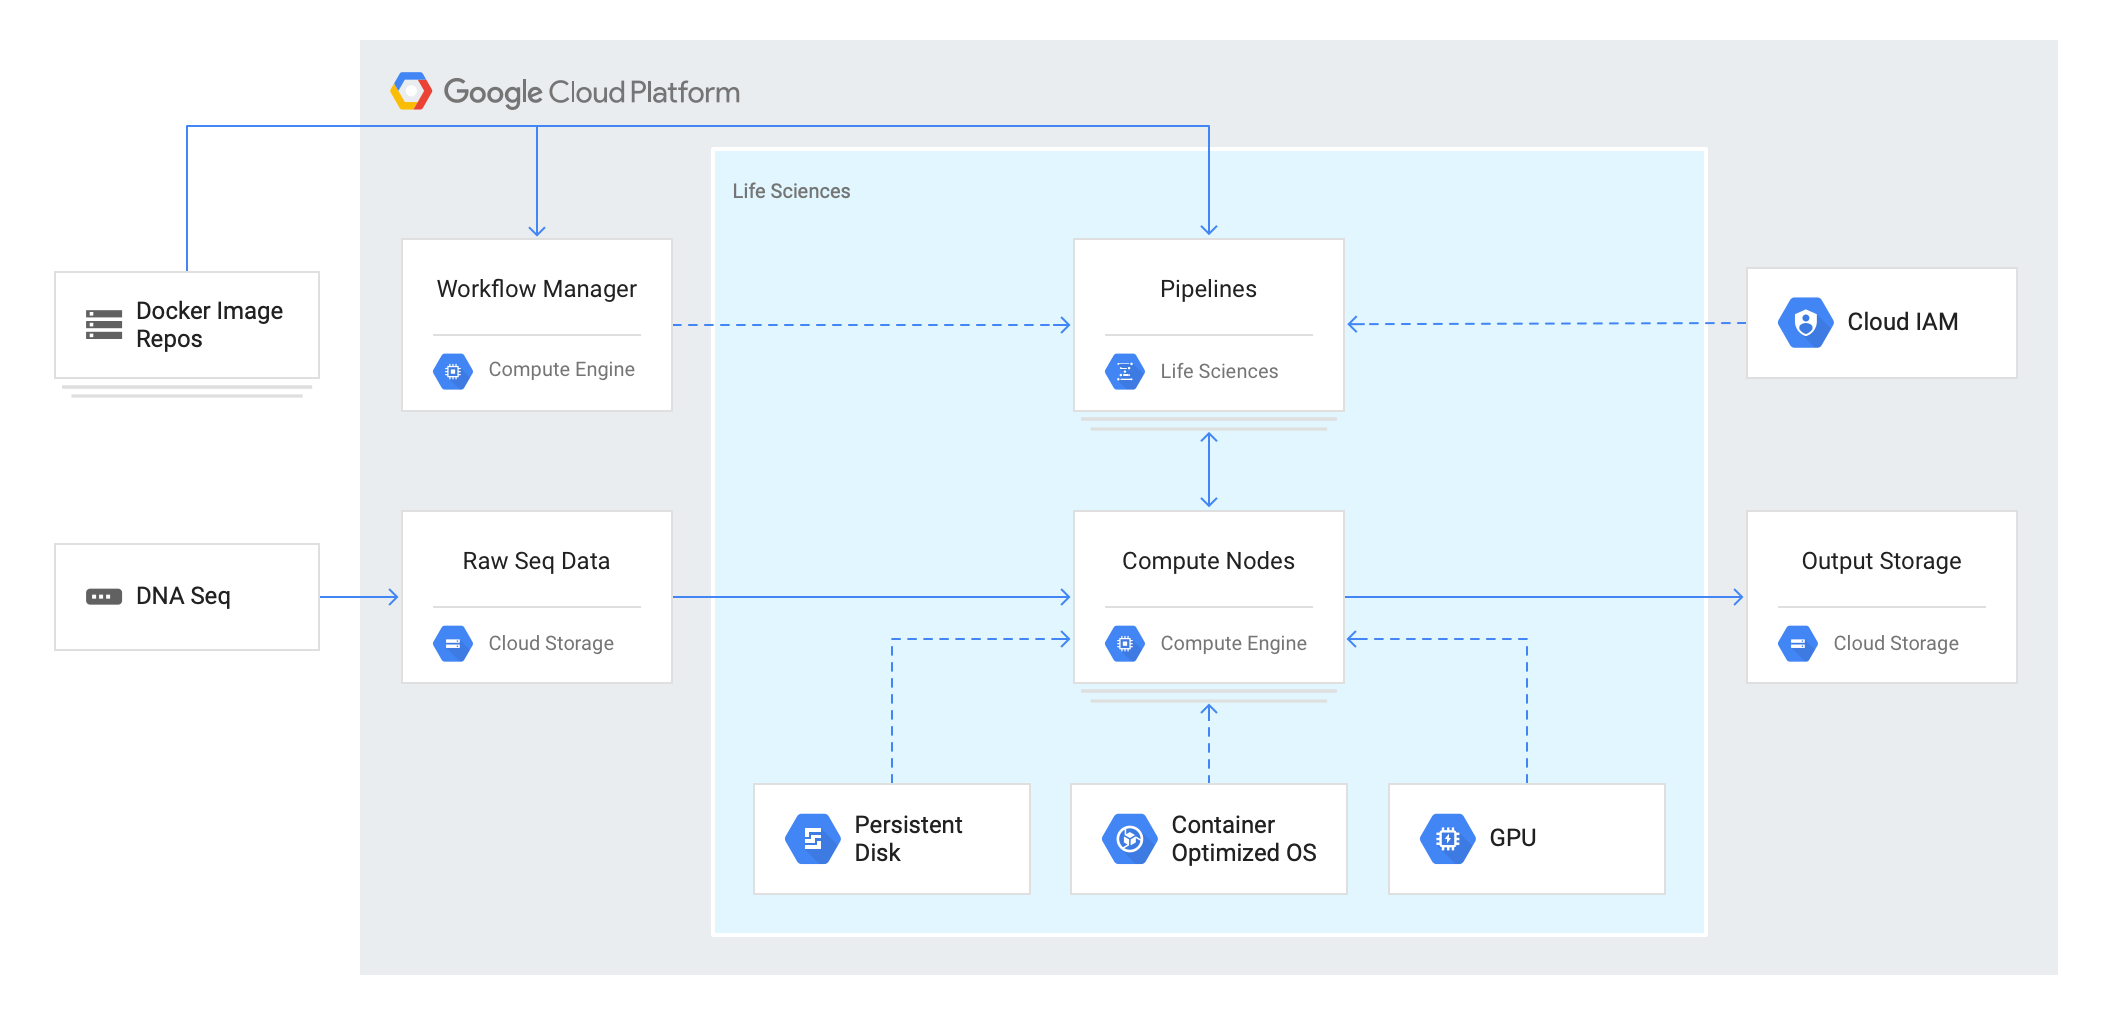 Google Cloud Platform
Life Sciences
Docker Image
Repos
Workflow Manager
Compute Engine
Pipelines
Life Sciences
Cloud IAM
DNA Seq
Raw Seq Data
Cloud Storage
Compute Nodes
Compute Engine
Output Storage
Cloud Storage
Persistent
Disk
Container
Optimized OS
GPU